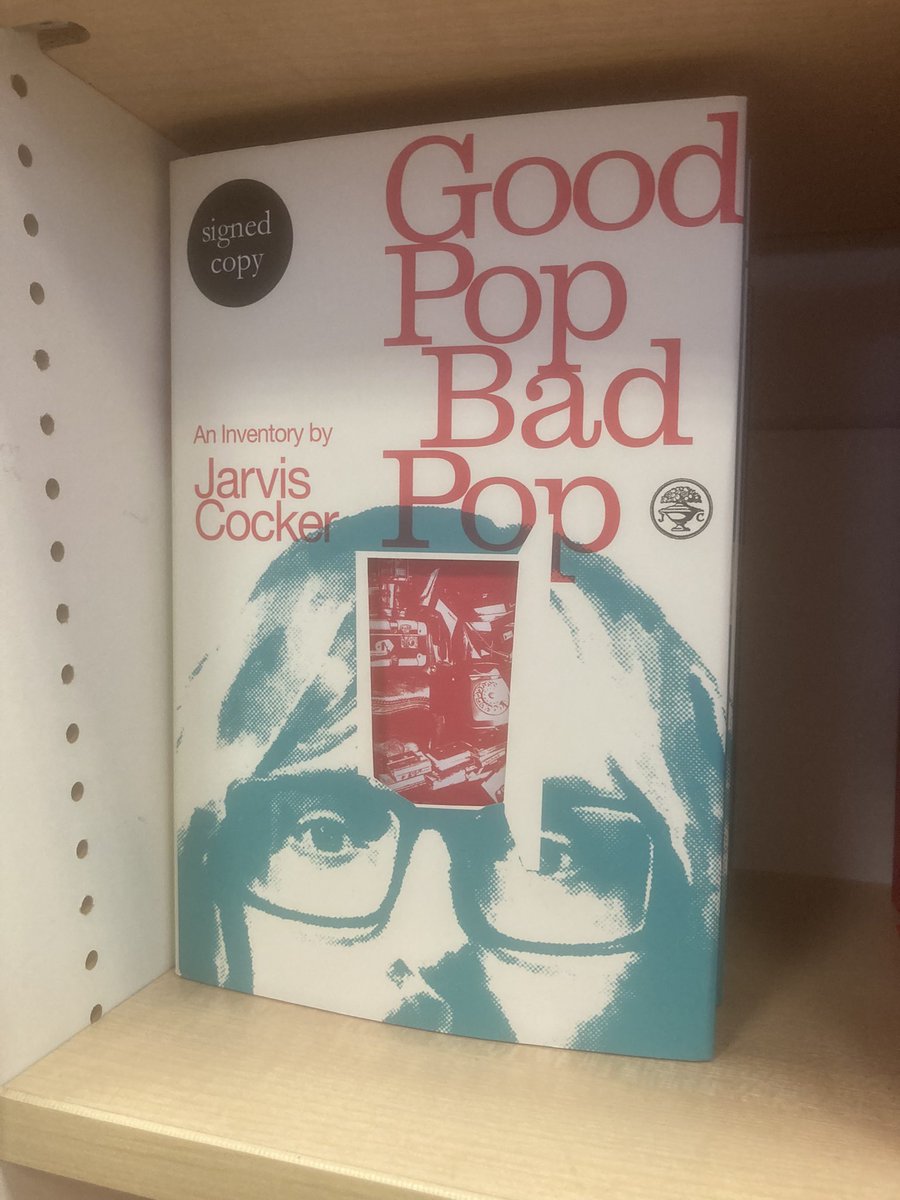 signed
copy
Good
Pop
Bad
Pop
An Inventory by
Jarvis
Cocker
J C